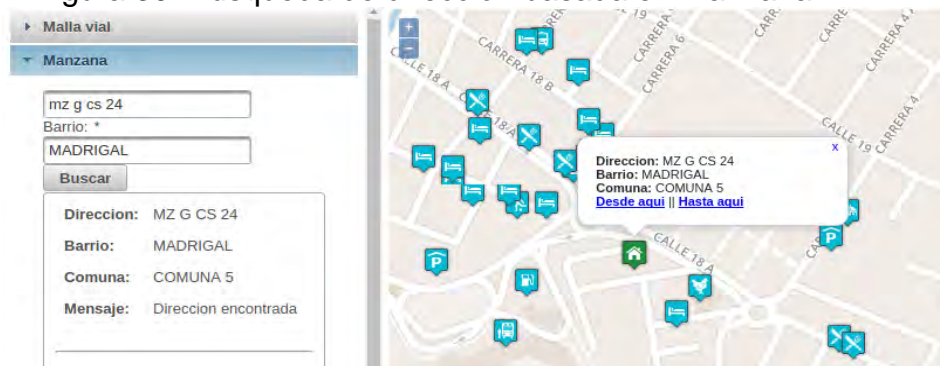 Malla vial
Manzana
mz g cs 24
Barrio: *
MADRIGAL
Buscar
Direccion: MZ G CS 24
Barrio: MADRIGAL
Comuna: COMUNA 5
Mensaje: Direccion encontrada
+
−
CARRERA 18 B
CALLE 18 A
CARRERA 6
CARRERA 4
CALLE 19
CARRERA 4
x
Direccion: MZ G CS 24
Barrio: MADRIGAL
Comuna: COMUNA 5
Desde aqui || Hasta aqui
CALLE 18 A
P
P